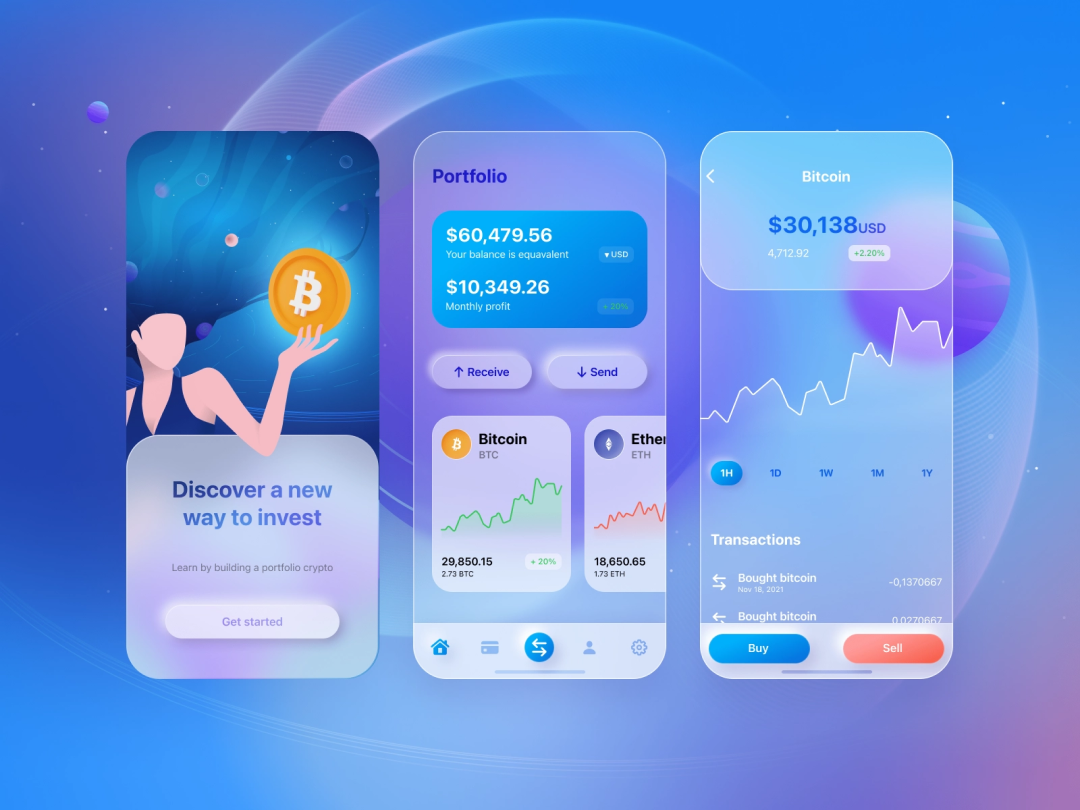 Discover a new
way to invest
Learn by building a portfolio crypto
Get started
Portfolio
$60,479.56
Your balance is equavalent
▾ USD
$10,349.26
Monthly profit
+ 20%
↑ Receive
↓ Send
Bitcoin
BTC
29,850.15
2.73 BTC
+ 20%
Ether
ETH
18,650.65
1.73 ETH
Bitcoin
$30,138USD
4,712.92
+2.20%
1H 1D 1W 1M 1Y
Transactions
Bought bitcoin
Nov 18, 2021
-0,1370667
Bought bitcoin
Buy
Sell